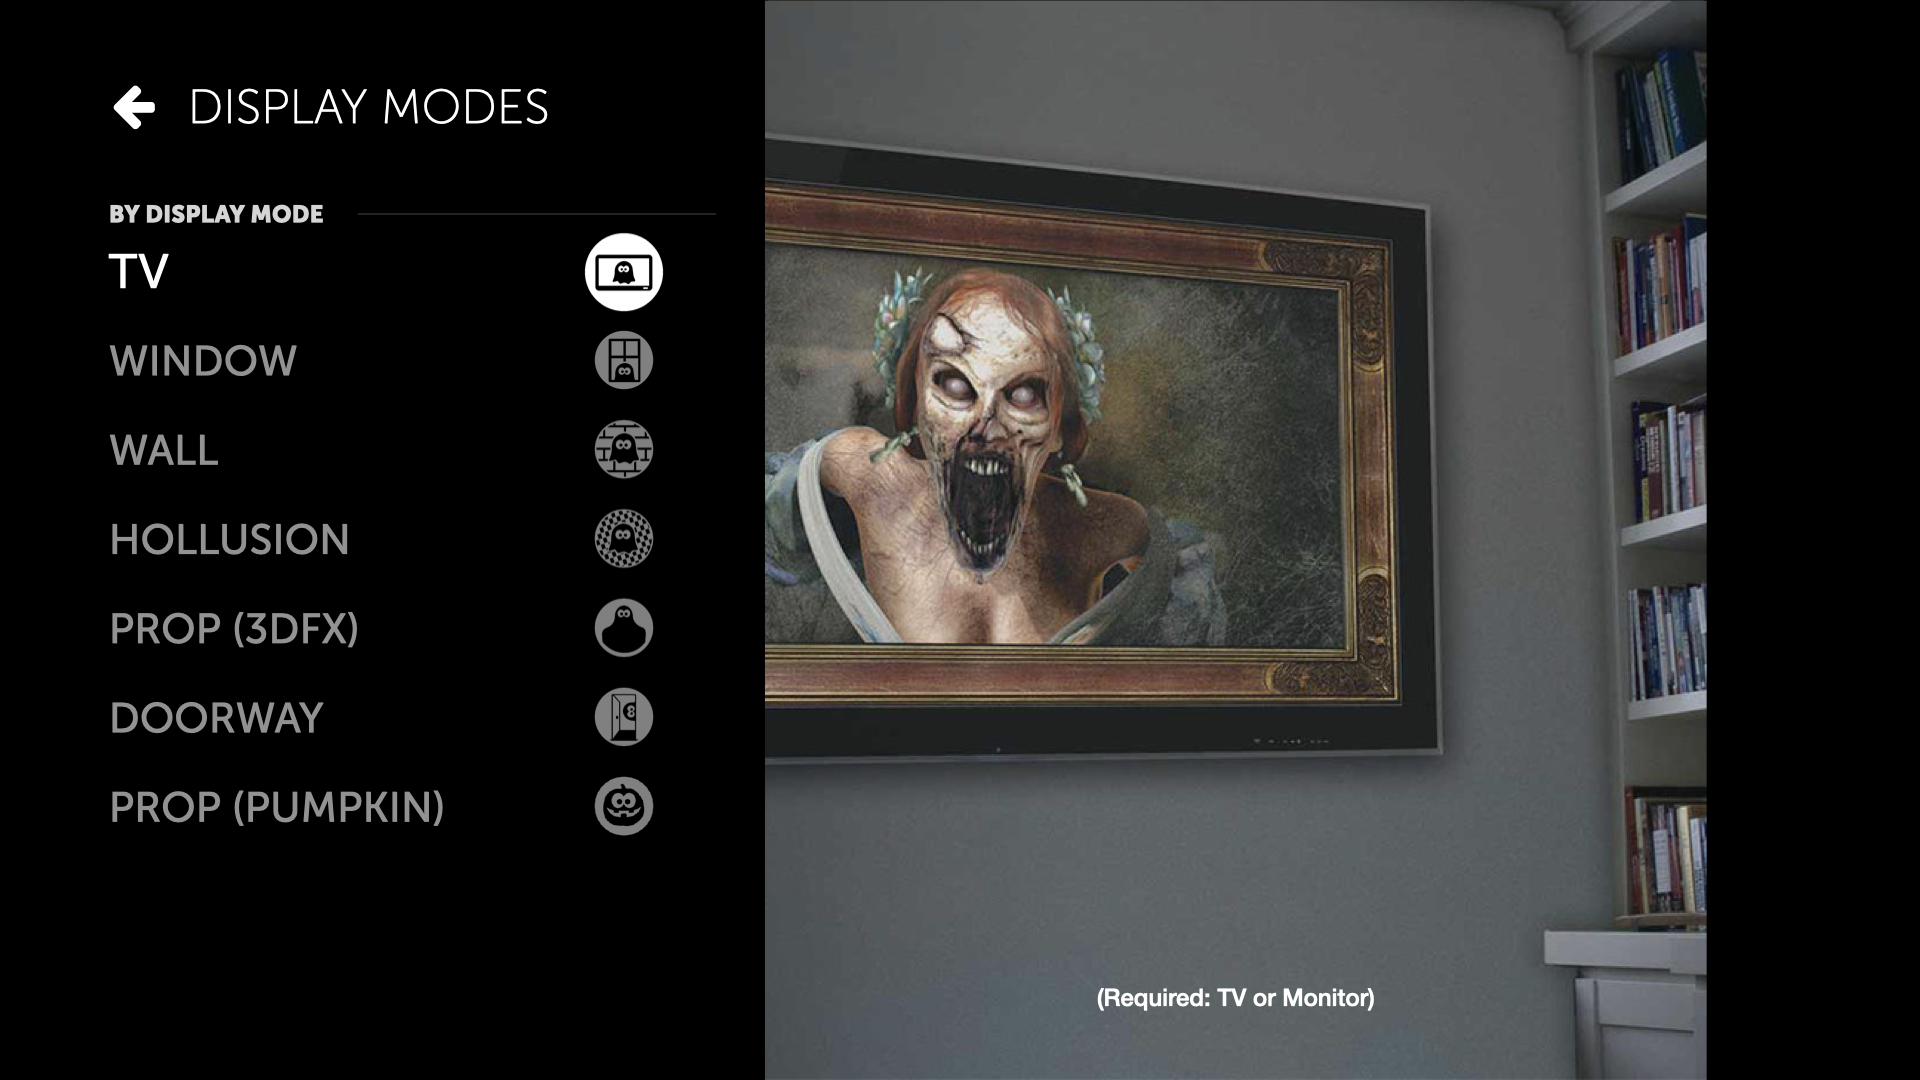 DISPLAY MODES
BY DISPLAY MODE
TV
WINDOW
WALL
HOLLUSION
PROP (3DFX)
DOORWAY
PROP (PUMPKIN)
(Required: TV or Monitor)